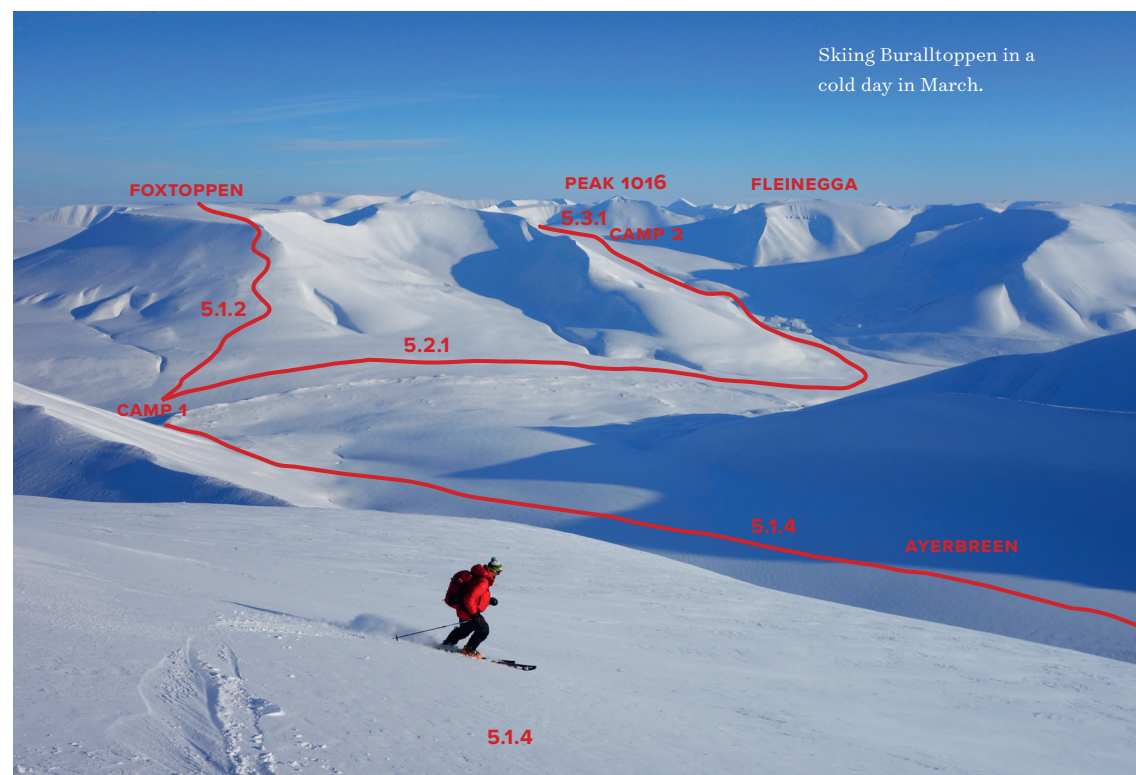 Skiing Buralltoppen in a
cold day in March.
FOXTOPPEN
PEAK 1016
FLEINEGGA
5.3.1
CAMP 2
5.1.2
5.2.1
CAMP 1
5.1.4
AYERBREEN
5.1.4